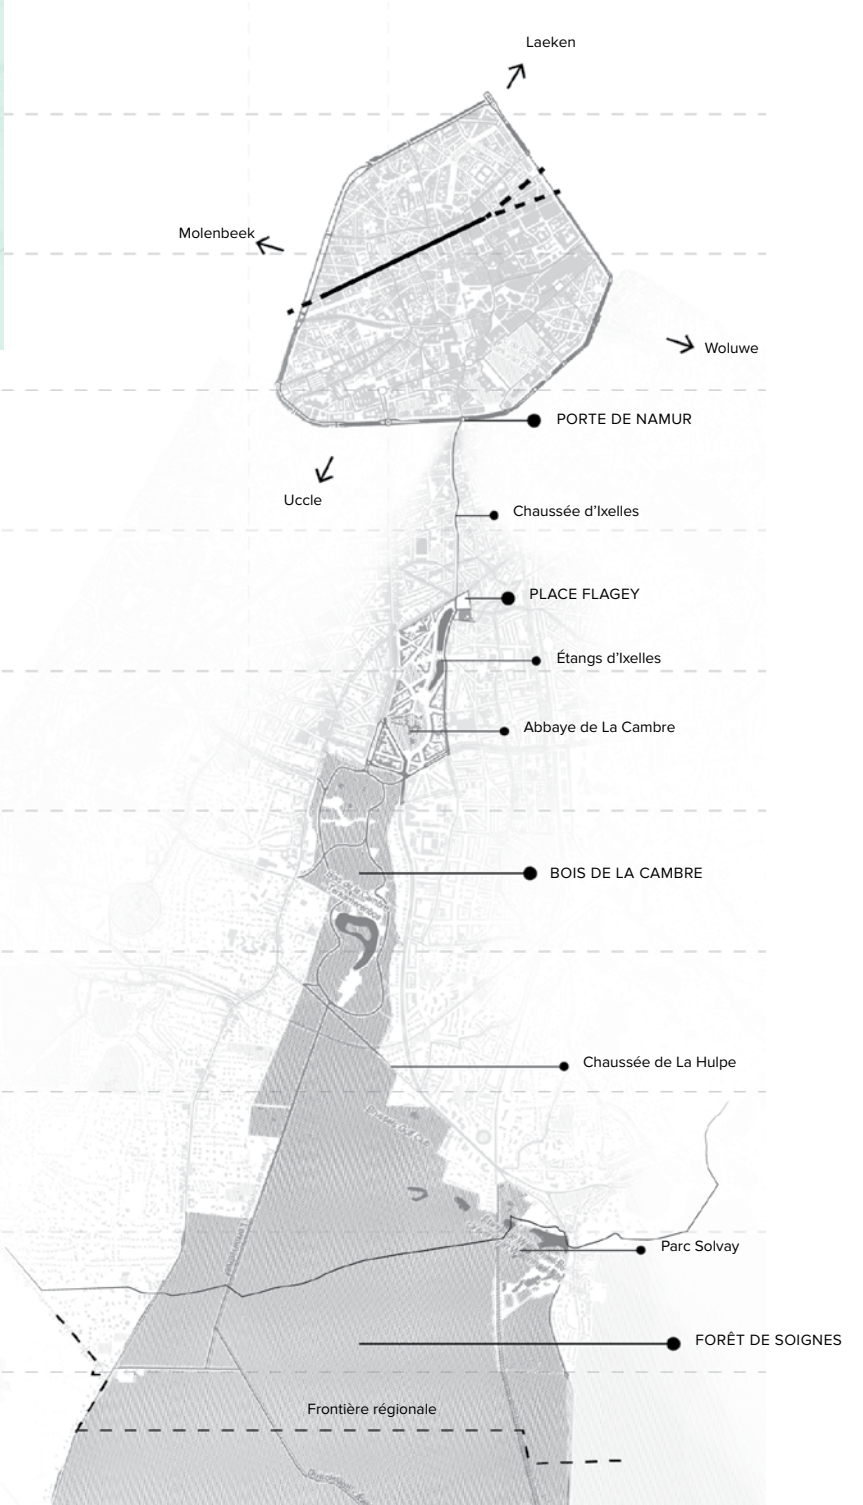 Laeken
Molenbeek
Woluwe
PORTE DE NAMUR
Uccle
Chaussée d'Ixelles
PLACE FLAGEY
Étangs d'Ixelles
Abbaye de La Cambre
BOIS DE LA CAMBRE
Chaussée de La Hulpe
Parc Solvay
FORÊT DE SOIGNES
Frontière régionale